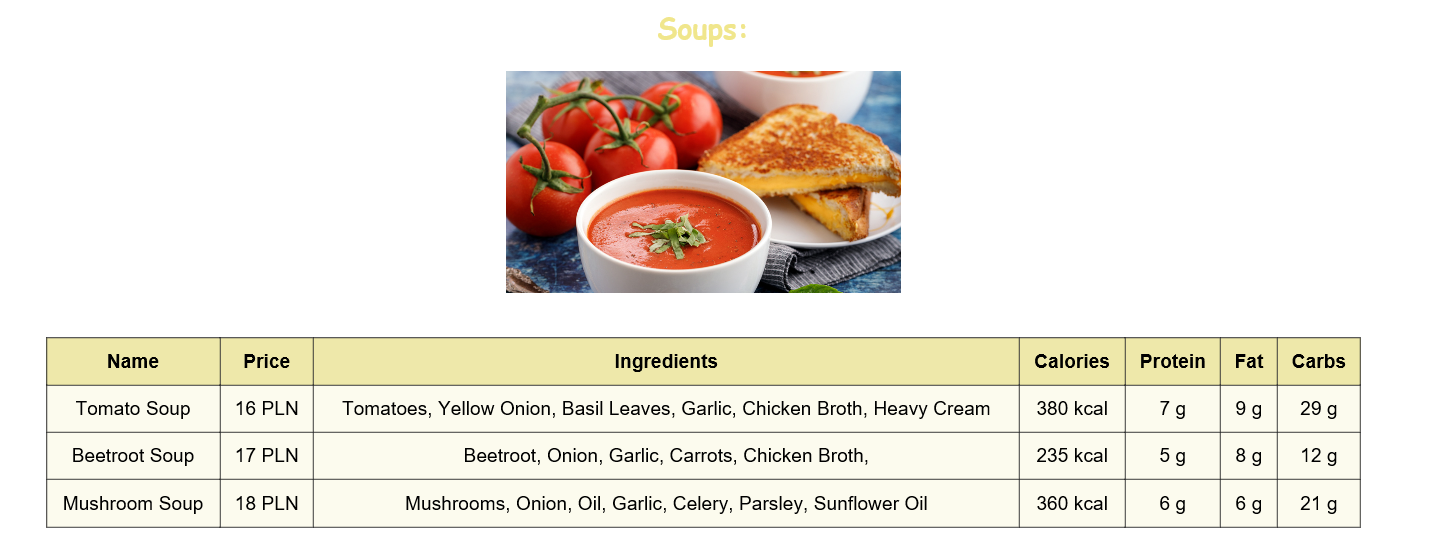 Soups:
Name Price Ingredients Calories Protein Fat Carbs
Tomato Soup 16 PLN Tomatoes, Yellow Onion, Basil Leaves, Garlic, Chicken Broth, Heavy Cream 380 kcal 7 g 9 g 29 g
Beetroot Soup 17 PLN Beetroot, Onion, Garlic, Carrots, Chicken Broth, 235 kcal 5 g 8 g 12 g
Mushroom Soup 18 PLN Mushrooms, Onion, Oil, Garlic, Celery, Parsley, Sunflower Oil 360 kcal 6 g 6 g 21 g